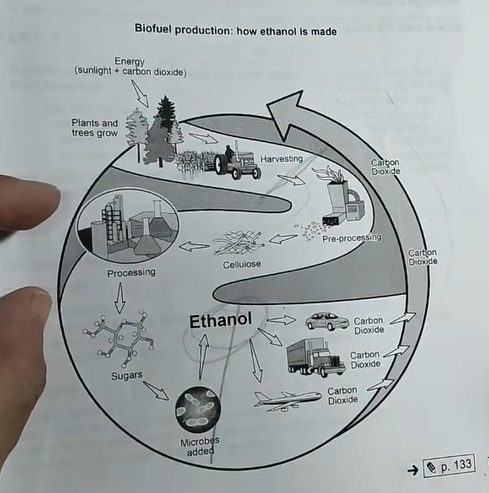 Biofuel production: how ethanol is made
Energy
(sunlight + carbon dioxide)
Plants and
trees grow
Harvesting
Carbon
Dioxide
Pre-processing
Cellulose
Processing
Carbon
Dioxide
Ethanol
Carbon
Dioxide
Carbon
Dioxide
Carbon
Dioxide
Sugars
Microbes
added
p. 133